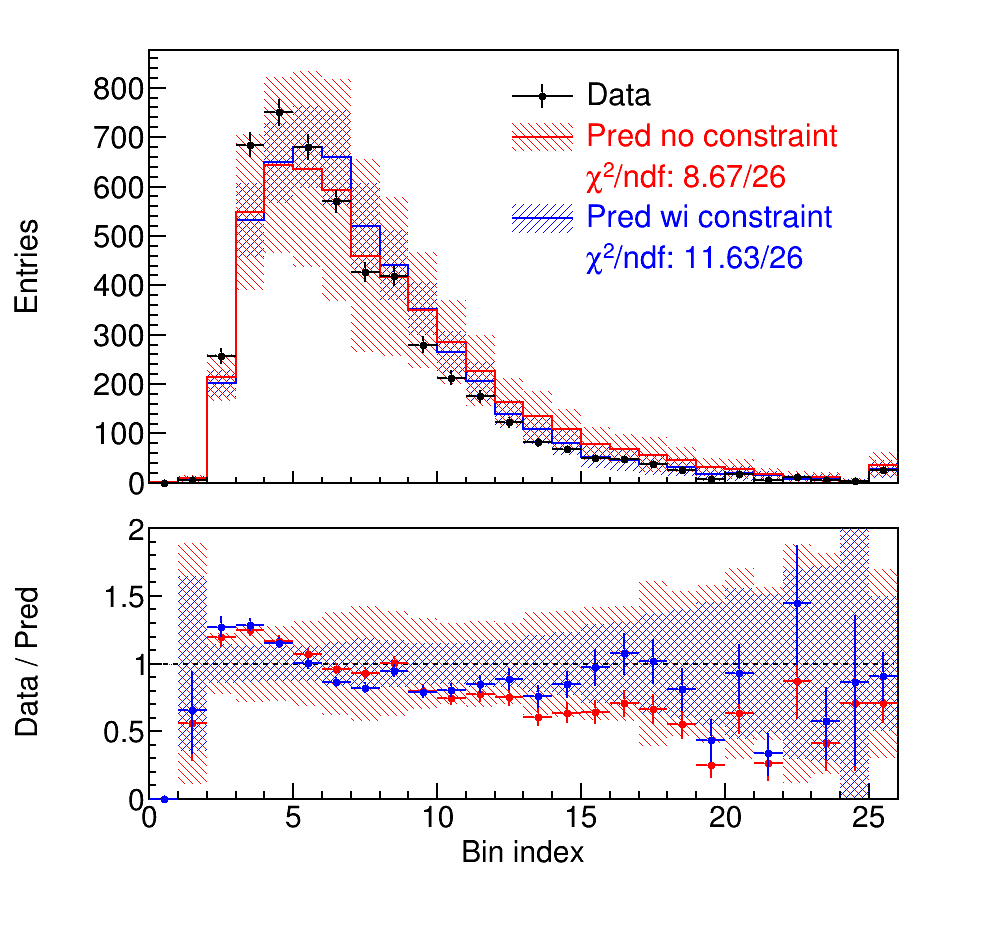 800
700
600
500
400
300
200
100
0
Entries
Data
Pred no constraint
χ²/ndf: 8.67/26
Pred wi constraint
χ²/ndf: 11.63/26
2
1.5
1
0.5
0
Data / Pred
0 5 10 15 20 25
Bin index